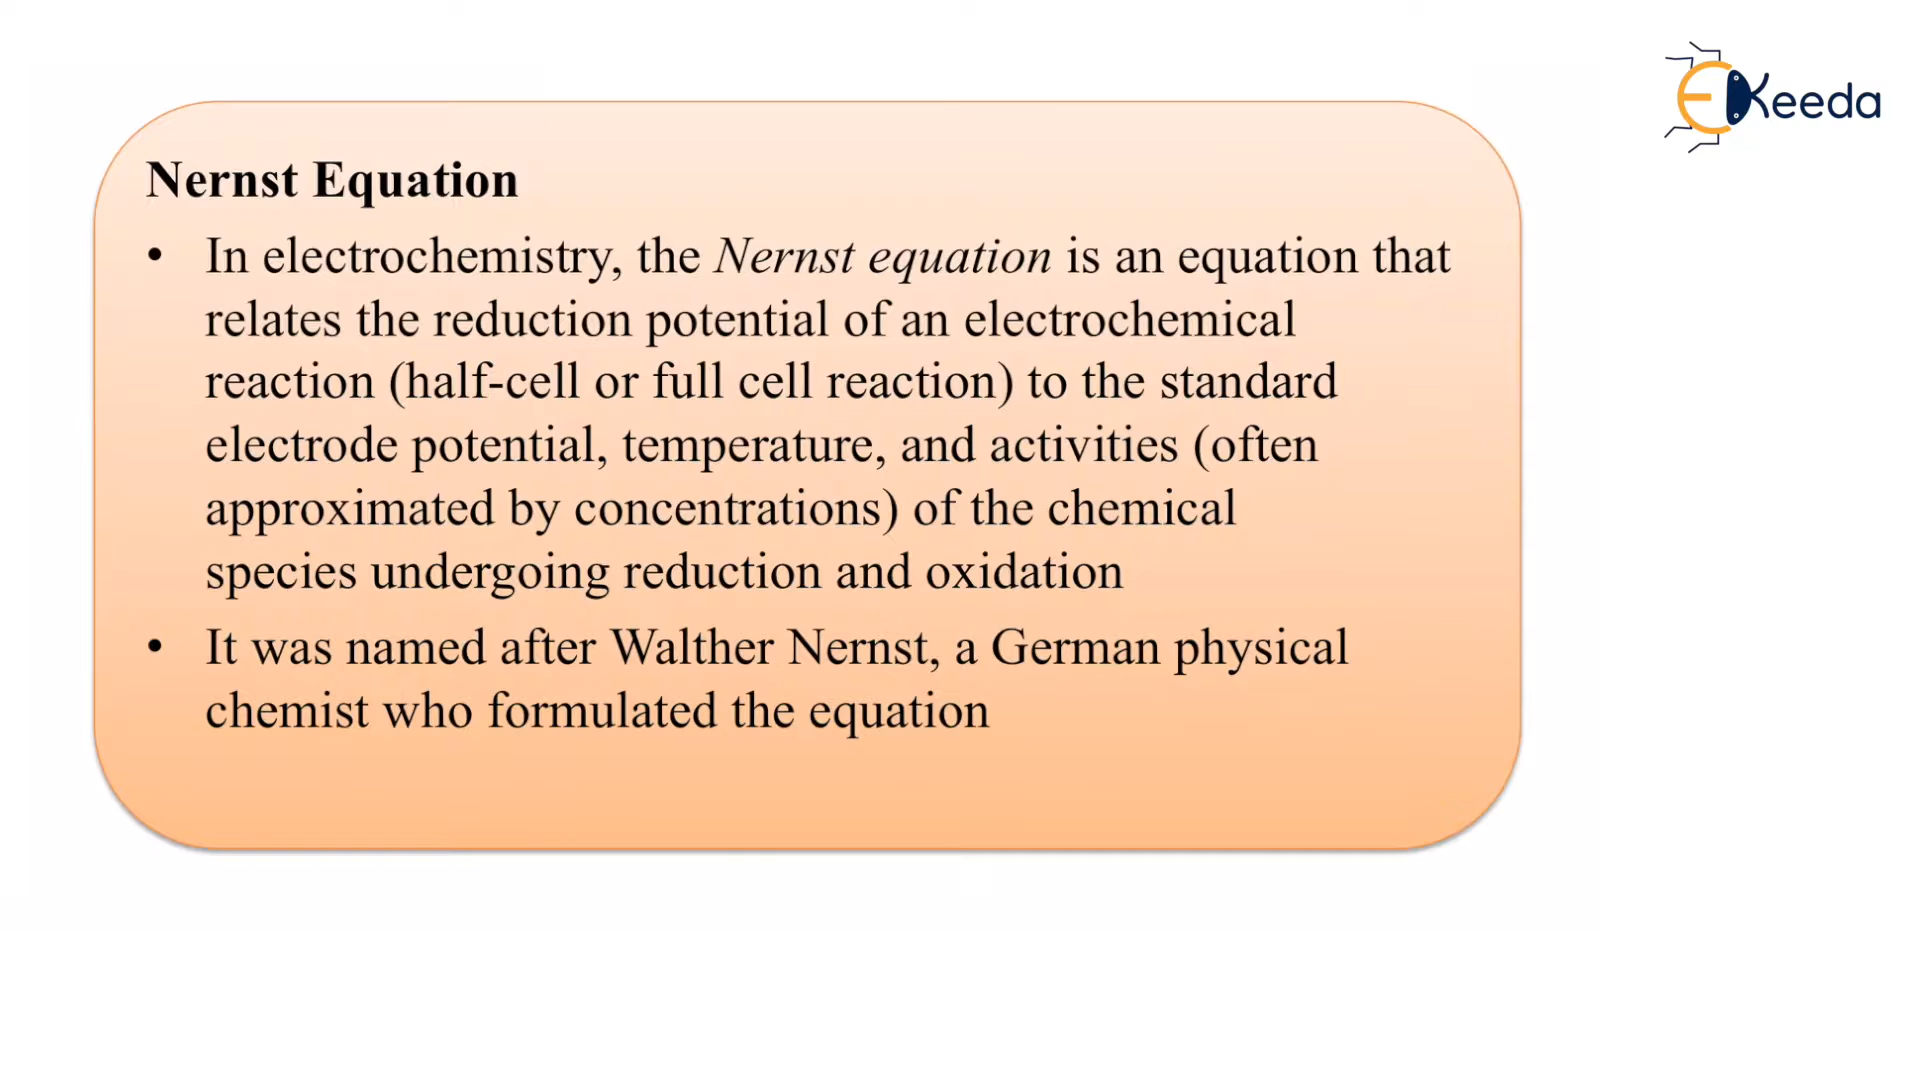 EKeeda
Nernst Equation
• In electrochemistry, the Nernst equation is an equation that
relates the reduction potential of an electrochemical
reaction (half-cell or full cell reaction) to the standard
electrode potential, temperature, and activities (often
approximated by concentrations) of the chemical
species undergoing reduction and oxidation
• It was named after Walther Nernst, a German physical
chemist who formulated the equation